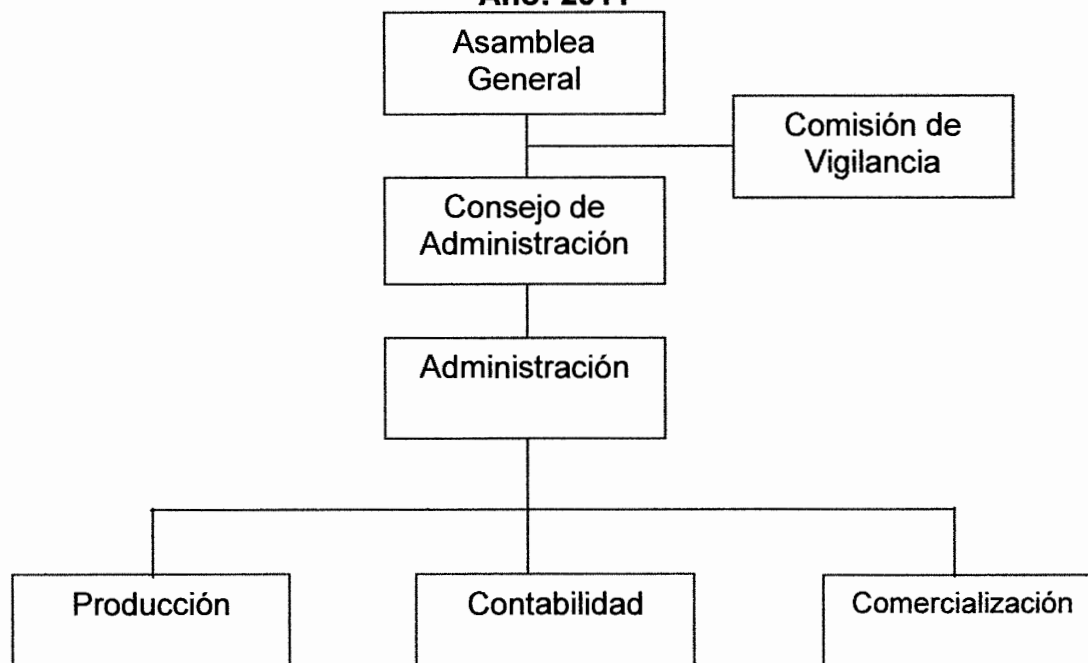 Asamblea
General
Comisión de
Vigilancia
Consejo de
Administración
Administración
Producción
Contabilidad
Comercialización